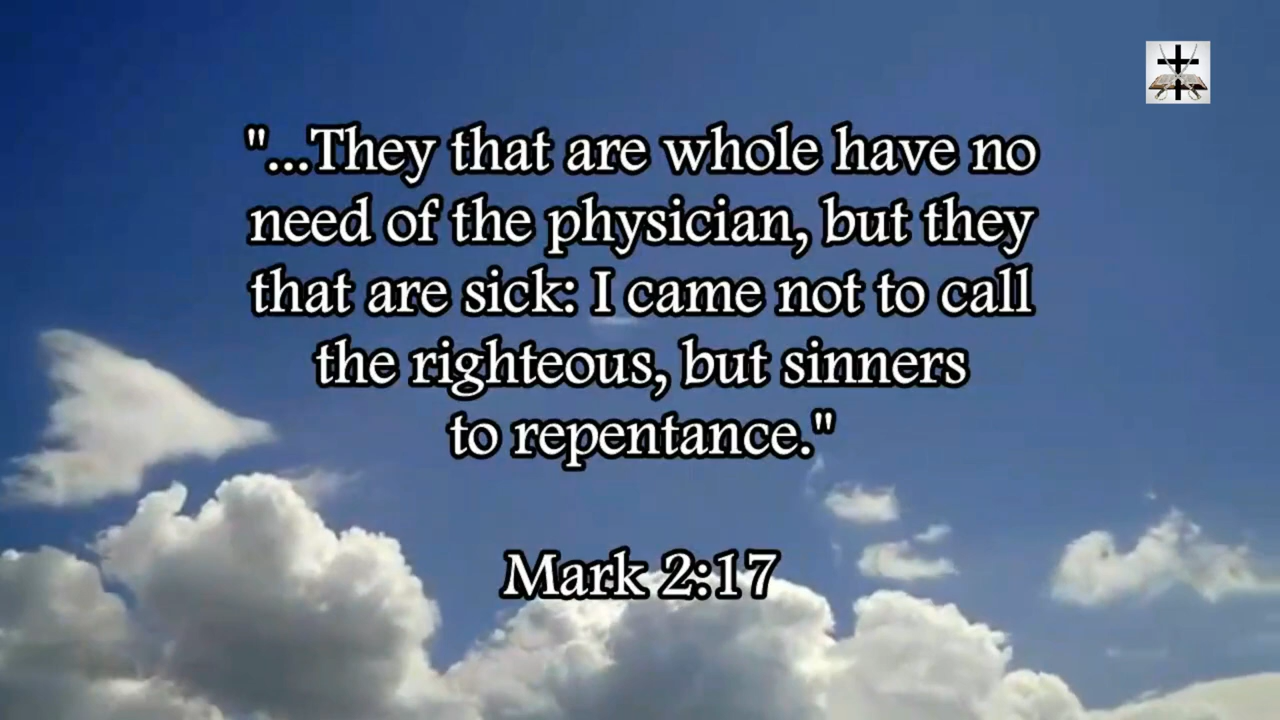 "...They that are whole have no
need of the physician, but they
that are sick: I came not to call
the righteous, but sinners
to repentance."
Mark 2:17